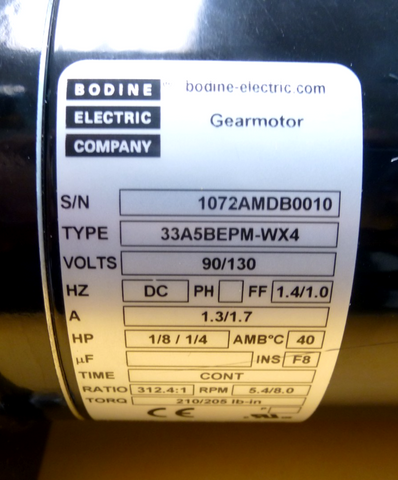 BODINE
ELECTRIC
COMPANY
bodine-electric.com
Gearmotor
S/N 1072AMDB0010
TYPE 33A5BEPM-WX4
VOLTS 90/130
HZ DC PH FF 1.4/1.0
A 1.3/1.7
HP 1/8 / 1/4 AMB°C 40
µF INS F8
TIME CONT
RATIO 312.4:1 RPM 5.4/8.0
TORQ 210/205 lb-in
CE